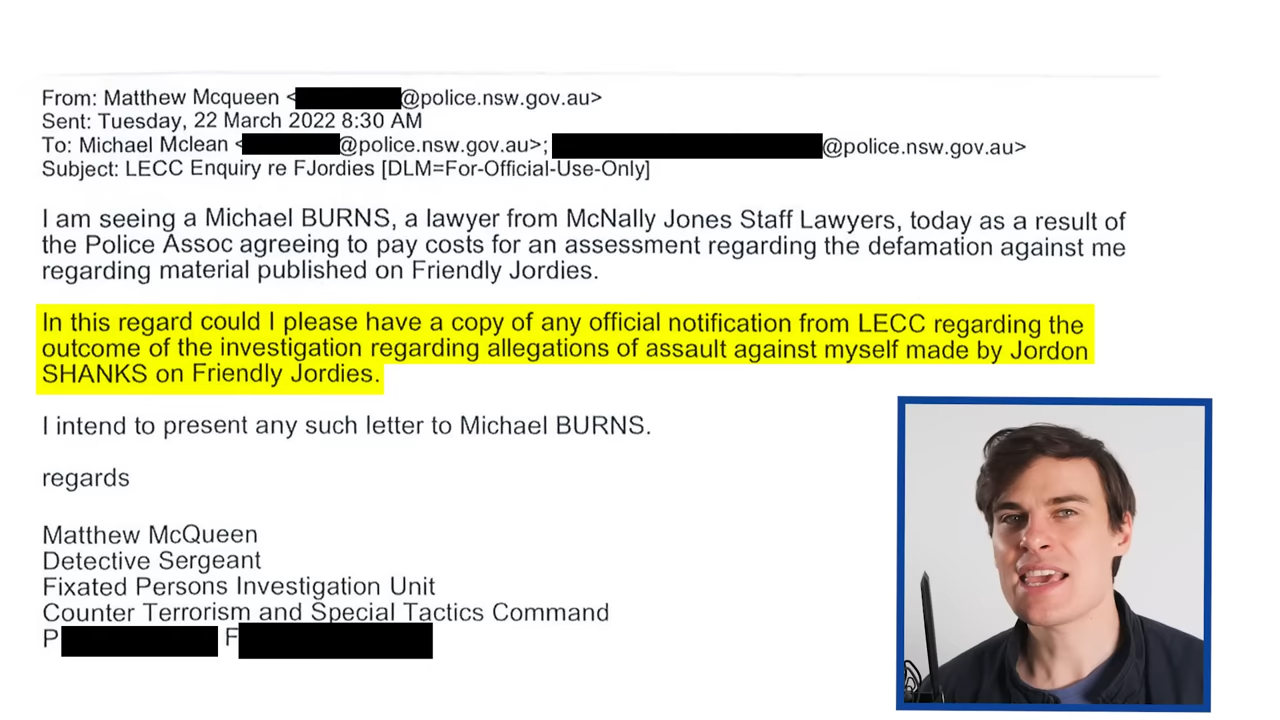 From: Matthew Mcqueen < @police.nsw.gov.au>
Sent: Tuesday, 22 March 2022 8:30 AM
To: Michael Mclean < @police.nsw.gov.au>; @police.nsw.gov.au>
Subject: LECC Enquiry re FJordies [DLM=For-Official-Use-Only]
I am seeing a Michael BURNS, a lawyer from McNally Jones Staff Lawyers, today as a result of
the Police Assoc agreeing to pay costs for an assessment regarding the defamation against me
regarding material published on Friendly Jordies.
In this regard could I please have a copy of any official notification from LECC regarding the
outcome of the investigation regarding allegations of assault against myself made by Jordon
SHANKS on Friendly Jordies.
I intend to present any such letter to Michael BURNS.
regards
Matthew McQueen
Detective Sergeant
Fixated Persons Investigation Unit
Counter Terrorism and Special Tactics Command
P F